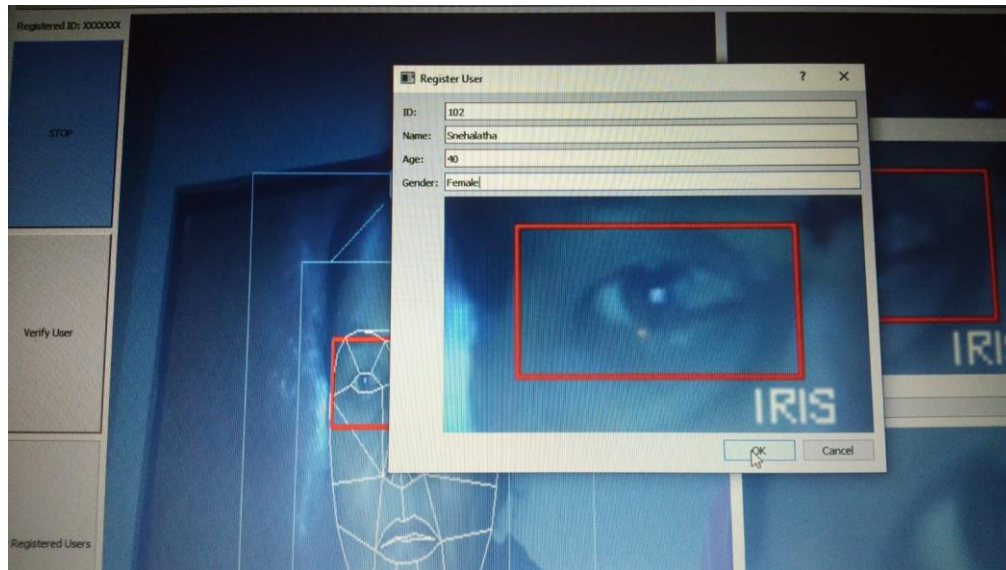 Registered ID: XXXXXXX
STOP
Verify User
Registered Users
Register User ? X
ID: 102
Name: Snehalatha
Age: 40
Gender: Female
IRIS
OK Cancel